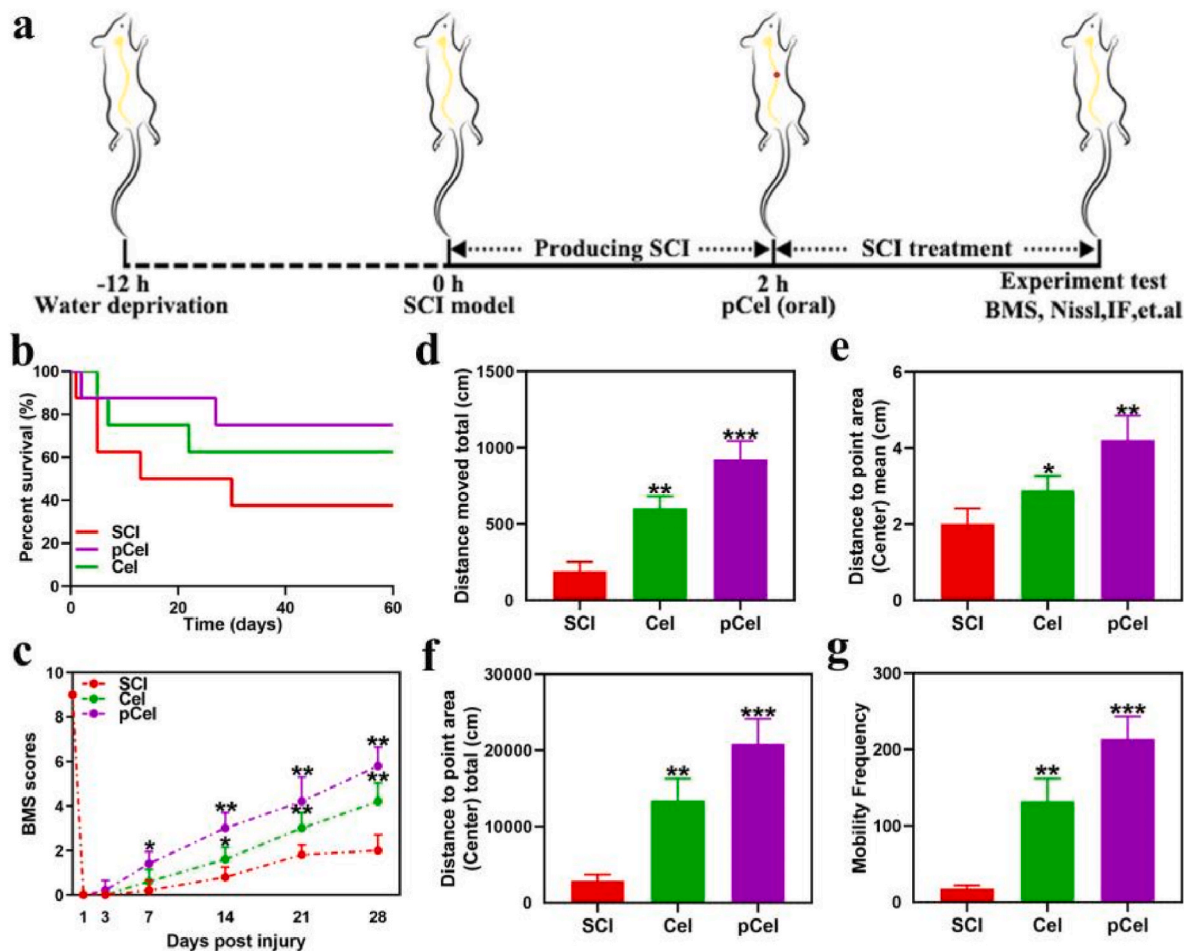 a
Producing SCI
SCI treatment
-12 h
0 h
2 h
Experiment test
Water deprivation
SCI model
pCel (oral)
BMS, Nissl,IF,et.al
b
Percent survival (%)
100
80
60
40
20
0
SCI
pCel
Cel
0
20
40
60
Time (days)
c
BMS scores
10
8
6
4
2
0
SCI
Cel
pCel
*
**
*
**
**
**
**
1
3
7
14
21
28
Days post injury
d
Distance moved total (cm)
1500
1000
500
0
**
***
SCI
Cel
pCel
e
Distance to point area
(Center) mean (cm)
6
4
2
0
*
**
SCI
Cel
pCel
f
Distance to point area
(Center) total (cm)
30000
20000
10000
0
**
***
SCI
Cel
pCel
g
Mobility Frequency
300
200
100
0
**
***
SCI
Cel
pCel